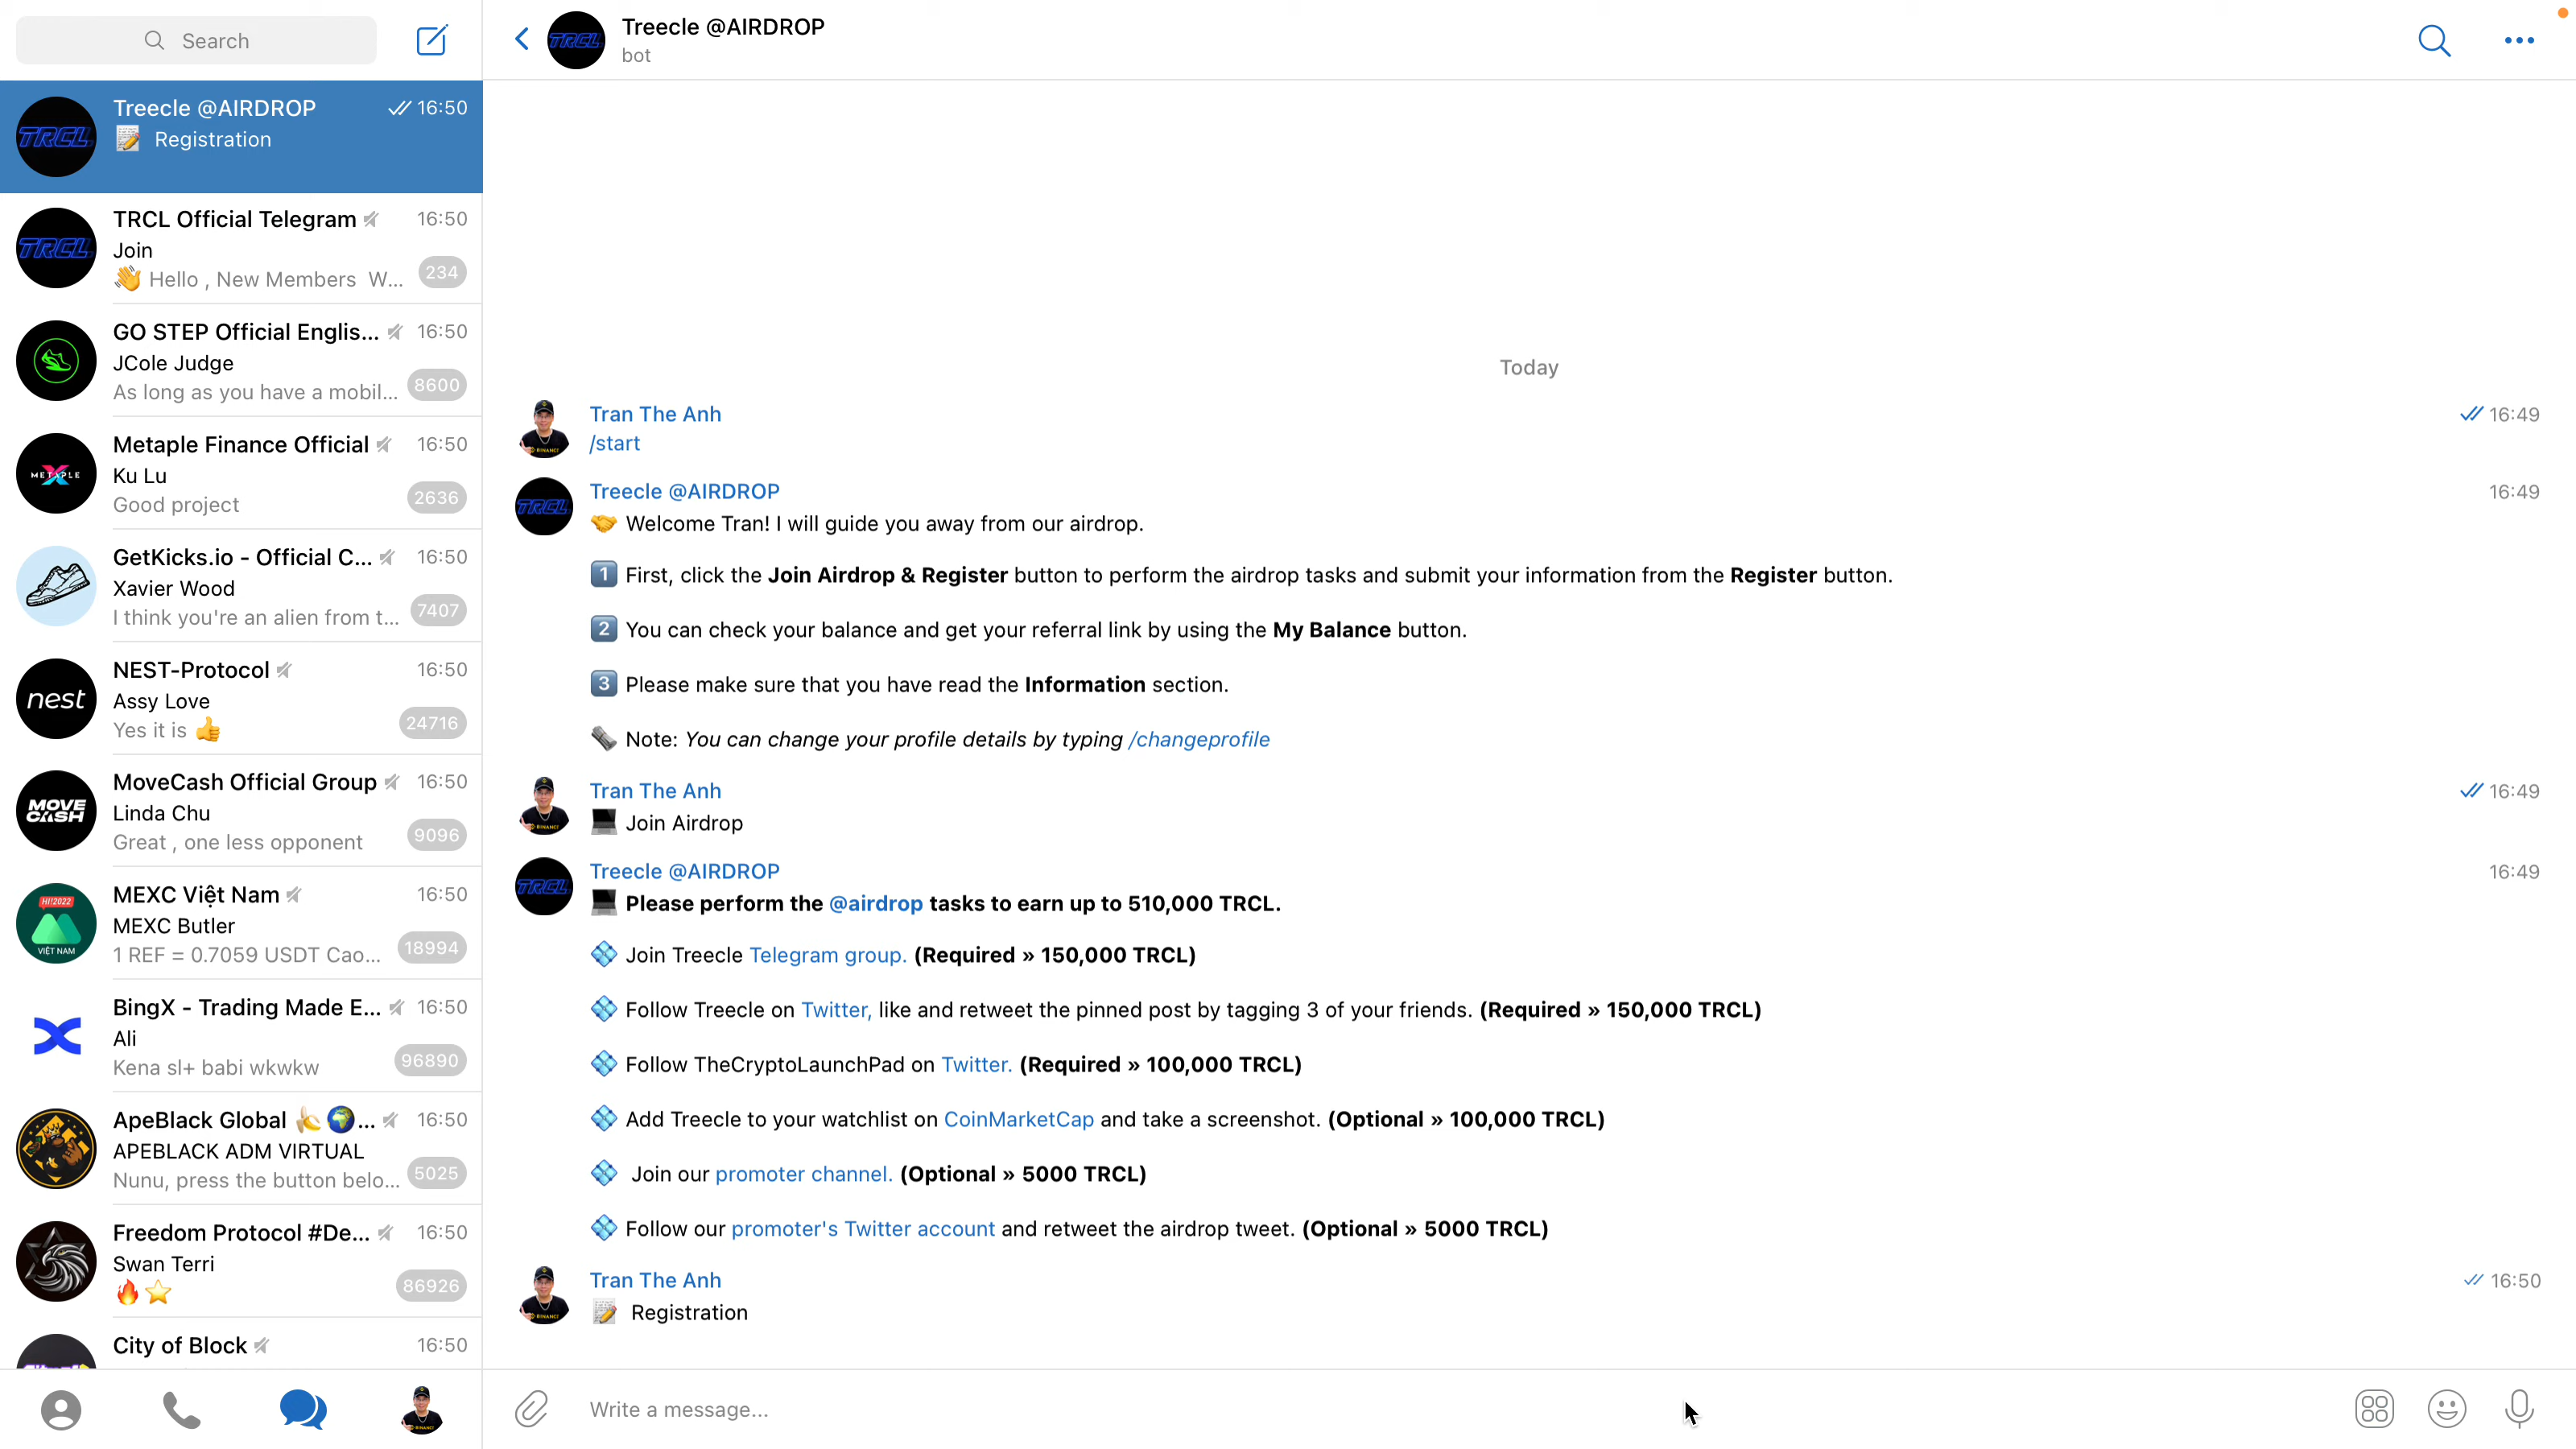 Search
Treecle @AIRDROP
16:50
Registration
TRCL
TRCL Official Telegram
16:50
Join
👋 Hello , New Members W...
234
TRCL
GO STEP Official Englis...
16:50
JCole Judge
As long as you have a mobil...
8600
Metaple Finance Official
16:50
Ku Lu
Good project
2636
METAPLE
GetKicks.io - Official C...
16:50
Xavier Wood
I think you're an alien from t...
7407
NEST-Protocol
16:50
Assy Love
Yes it is 👍
24716
nest
MoveCash Official Group
16:50
Linda Chu
Great , one less opponent
9096
MOVE
CASH
MEXC Việt Nam
16:50
MEXC Butler
1 REF = 0.7059 USDT Cao...
18994
HI!2022
VIỆT NAM
BingX - Trading Made E...
16:50
Ali
Kena sl+ babi wkwkw
96890
ApeBlack Global 🍌 🌍...
16:50
APEBLACK ADM VIRTUAL
Nunu, press the button belo...
5025
Freedom Protocol #De...
16:50
Swan Terri
🔥⭐
86926
City of Block
16:50
TRCL
Treecle @AIRDROP
bot
Today
Tran The Anh
16:49
/start
TRCL
Treecle @AIRDROP
16:49
🤝 Welcome Tran! I will guide you away from our airdrop.
1️⃣ First, click the Join Airdrop & Register button to perform the airdrop tasks and submit your information from the Register button.
2️⃣ You can check your balance and get your referral link by using the My Balance button.
3️⃣ Please make sure that you have read the Information section.
🗞 Note: You can change your profile details by typing /changeprofile
Tran The Anh
16:49
💻 Join Airdrop
TRCL
Treecle @AIRDROP
16:49
💻 Please perform the @airdrop tasks to earn up to 510,000 TRCL.
💠 Join Treecle Telegram group. (Required » 150,000 TRCL)
💠 Follow Treecle on Twitter, like and retweet the pinned post by tagging 3 of your friends. (Required » 150,000 TRCL)
💠 Follow TheCryptoLaunchPad on Twitter. (Required » 100,000 TRCL)
💠 Add Treecle to your watchlist on CoinMarketCap and take a screenshot. (Optional » 100,000 TRCL)
💠 Join our promoter channel. (Optional » 5000 TRCL)
💠 Follow our promoter's Twitter account and retweet the airdrop tweet. (Optional » 5000 TRCL)
Tran The Anh
16:50
📝 Registration
Write a message...